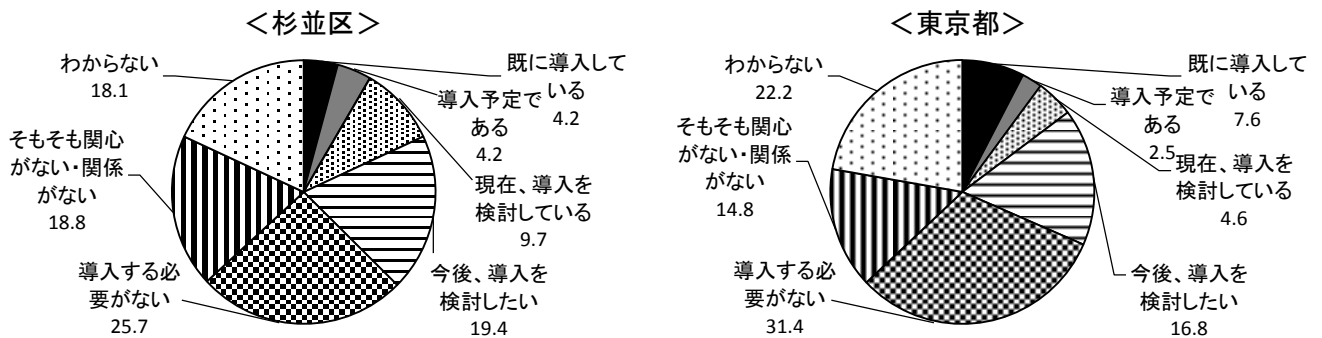 ＜杉並区＞
既に導入して
いる
4.2
導入予定で
ある
4.2
現在、導入を
検討している
9.7
今後、導入を
検討したい
19.4
導入する必
要がない
25.7
そもそも関心
がない・関係
がない
18.8
わからない
18.1
＜東京都＞
既に導入して
いる
7.6
導入予定で
ある
2.5
現在、導入を
検討している
4.6
今後、導入を
検討したい
16.8
導入する必
要がない
31.4
そもそも関心
がない・関係
がない
14.8
わからない
22.2